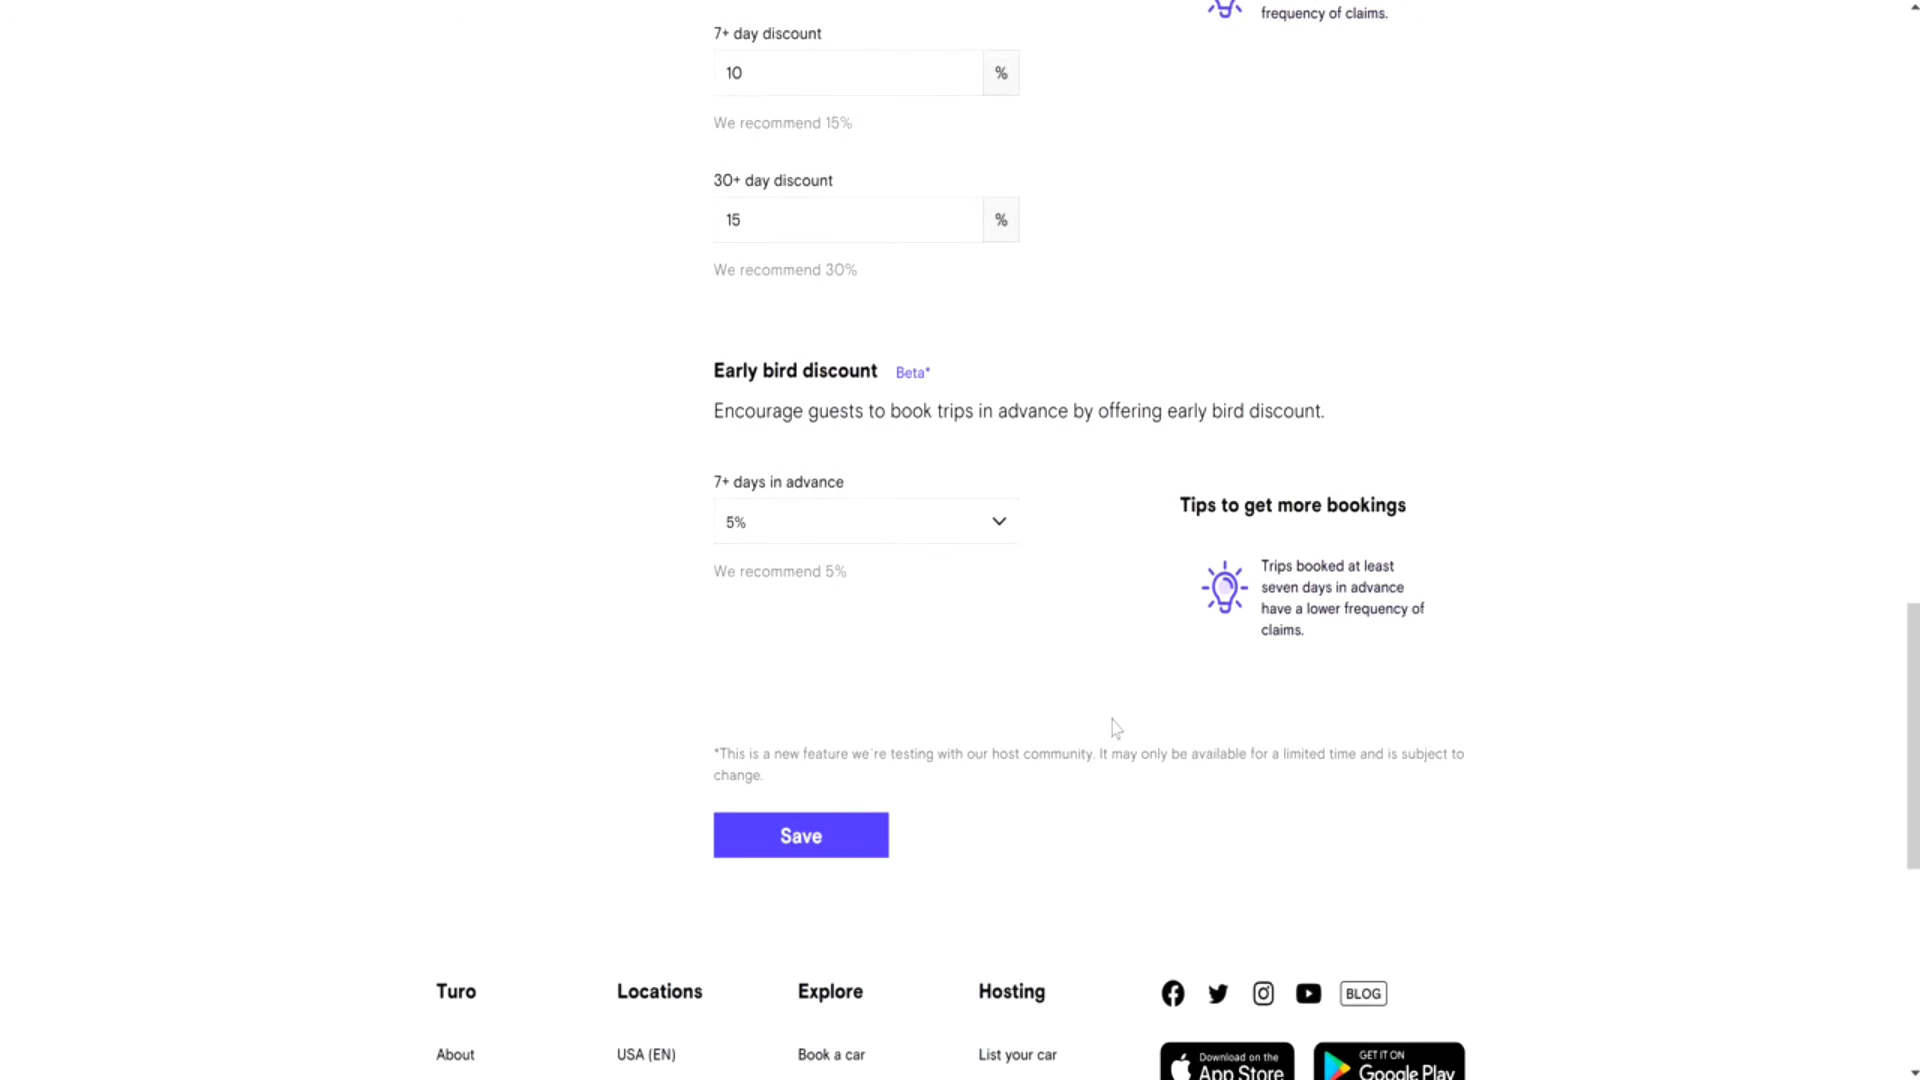 frequency of claims.
7+ day discount
10 %
We recommend 15%
30+ day discount
15 %
We recommend 30%
Early bird discount Beta*
Encourage guests to book trips in advance by offering early bird discount.
7+ days in advance
5%
We recommend 5%
Tips to get more bookings
Trips booked at least
seven days in advance
have a lower frequency of
claims.
*This is a new feature we're testing with our host community. It may only be available for a limited time and is subject to
change.
Save
Turo Locations Explore Hosting BLOG
About USA (EN) Book a car List your car
Download on the
App Store
GET IT ON
Google Play